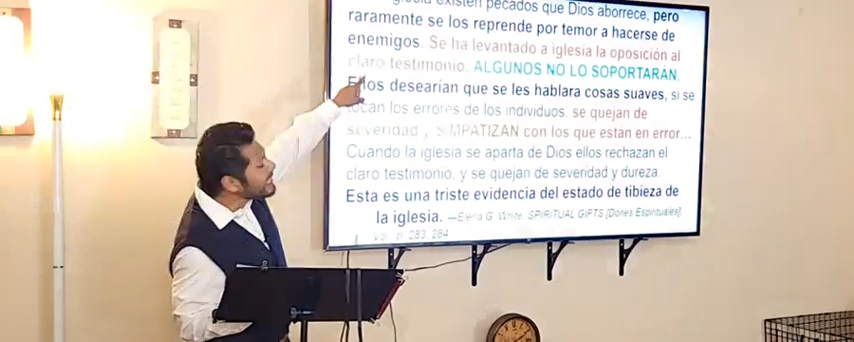 existen pecados que Dios aborrece, pero
raramente se los reprende por temor a hacerse de
enemigos. Se ha levantado a iglesia la oposición al
claro testimonio. ALGUNOS NO LO SOPORTARÁN.
Ellos desearían que se les hablara cosas suaves, si se
tocan los errores de los individuos, se quejan de
severidad y SIMPATIZAN con los que están en error...
Cuando la iglesia se aparta de Dios ellos rechazan el
claro testimonio, y se quejan de severidad y dureza.
Esta es una triste evidencia del estado de tibieza de
la iglesia. —Elena G. White, SPIRITUAL GIFTS [Dones Espirituales],
p. 283, 284